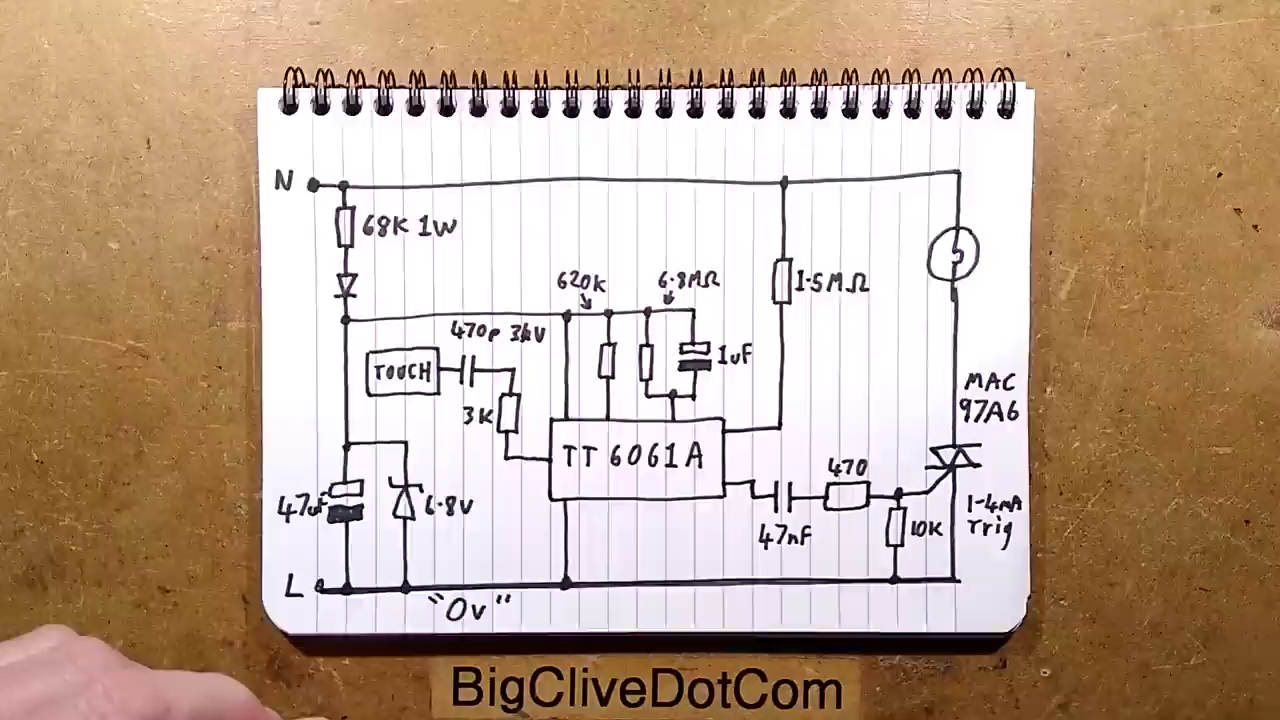 N
68K 1W
620K
6·8MΩ
1·5MΩ
470p 3kV
TOUCH
1uF
3K
MAC
97A6
TT 6061A
470
47uF
6·8V
47nF
10K
1-4mA
Trig
L
"0v"
BigCliveDotCom